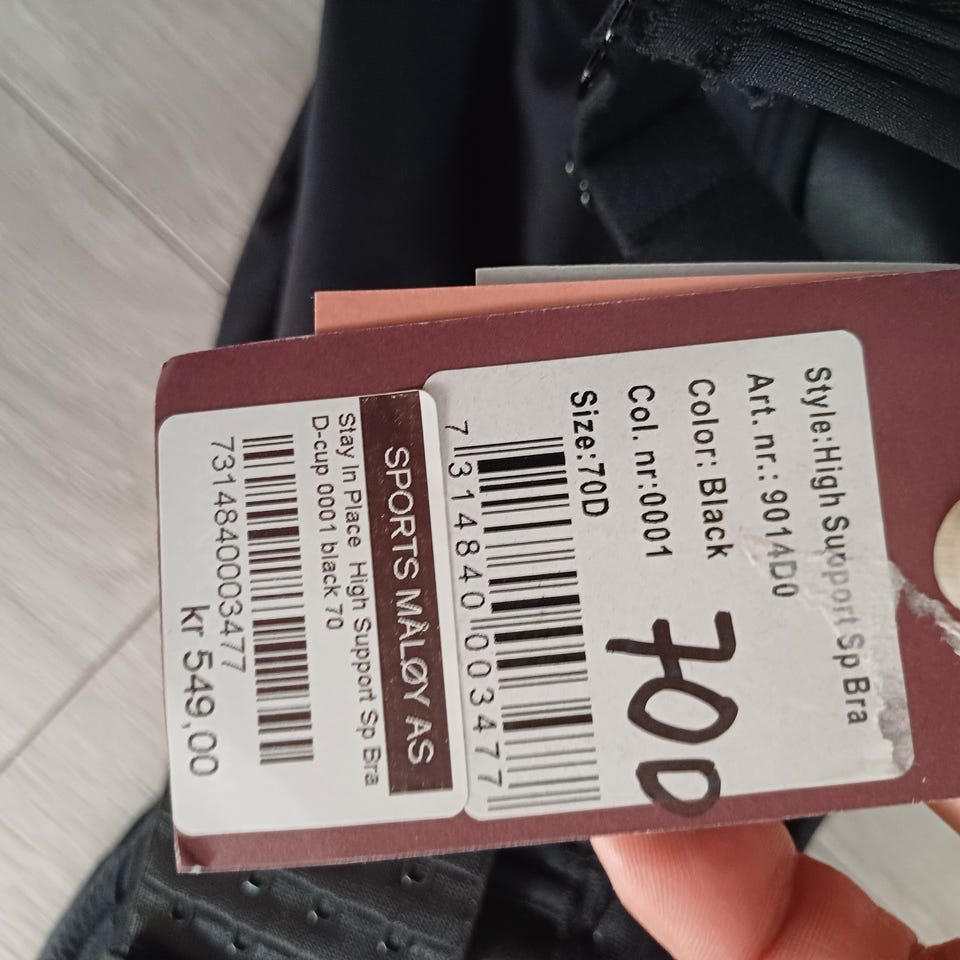 Style:High Support Sp Bra
Art. nr.: 9014D0
Color: Black
Col. nr:0001
Size:70D
70D
7 314840 003477
SPORTS MÅLØY AS
Stay In Place High Support Sp Bra
D-cup 0001 black 70
7314840003477
kr 549,00